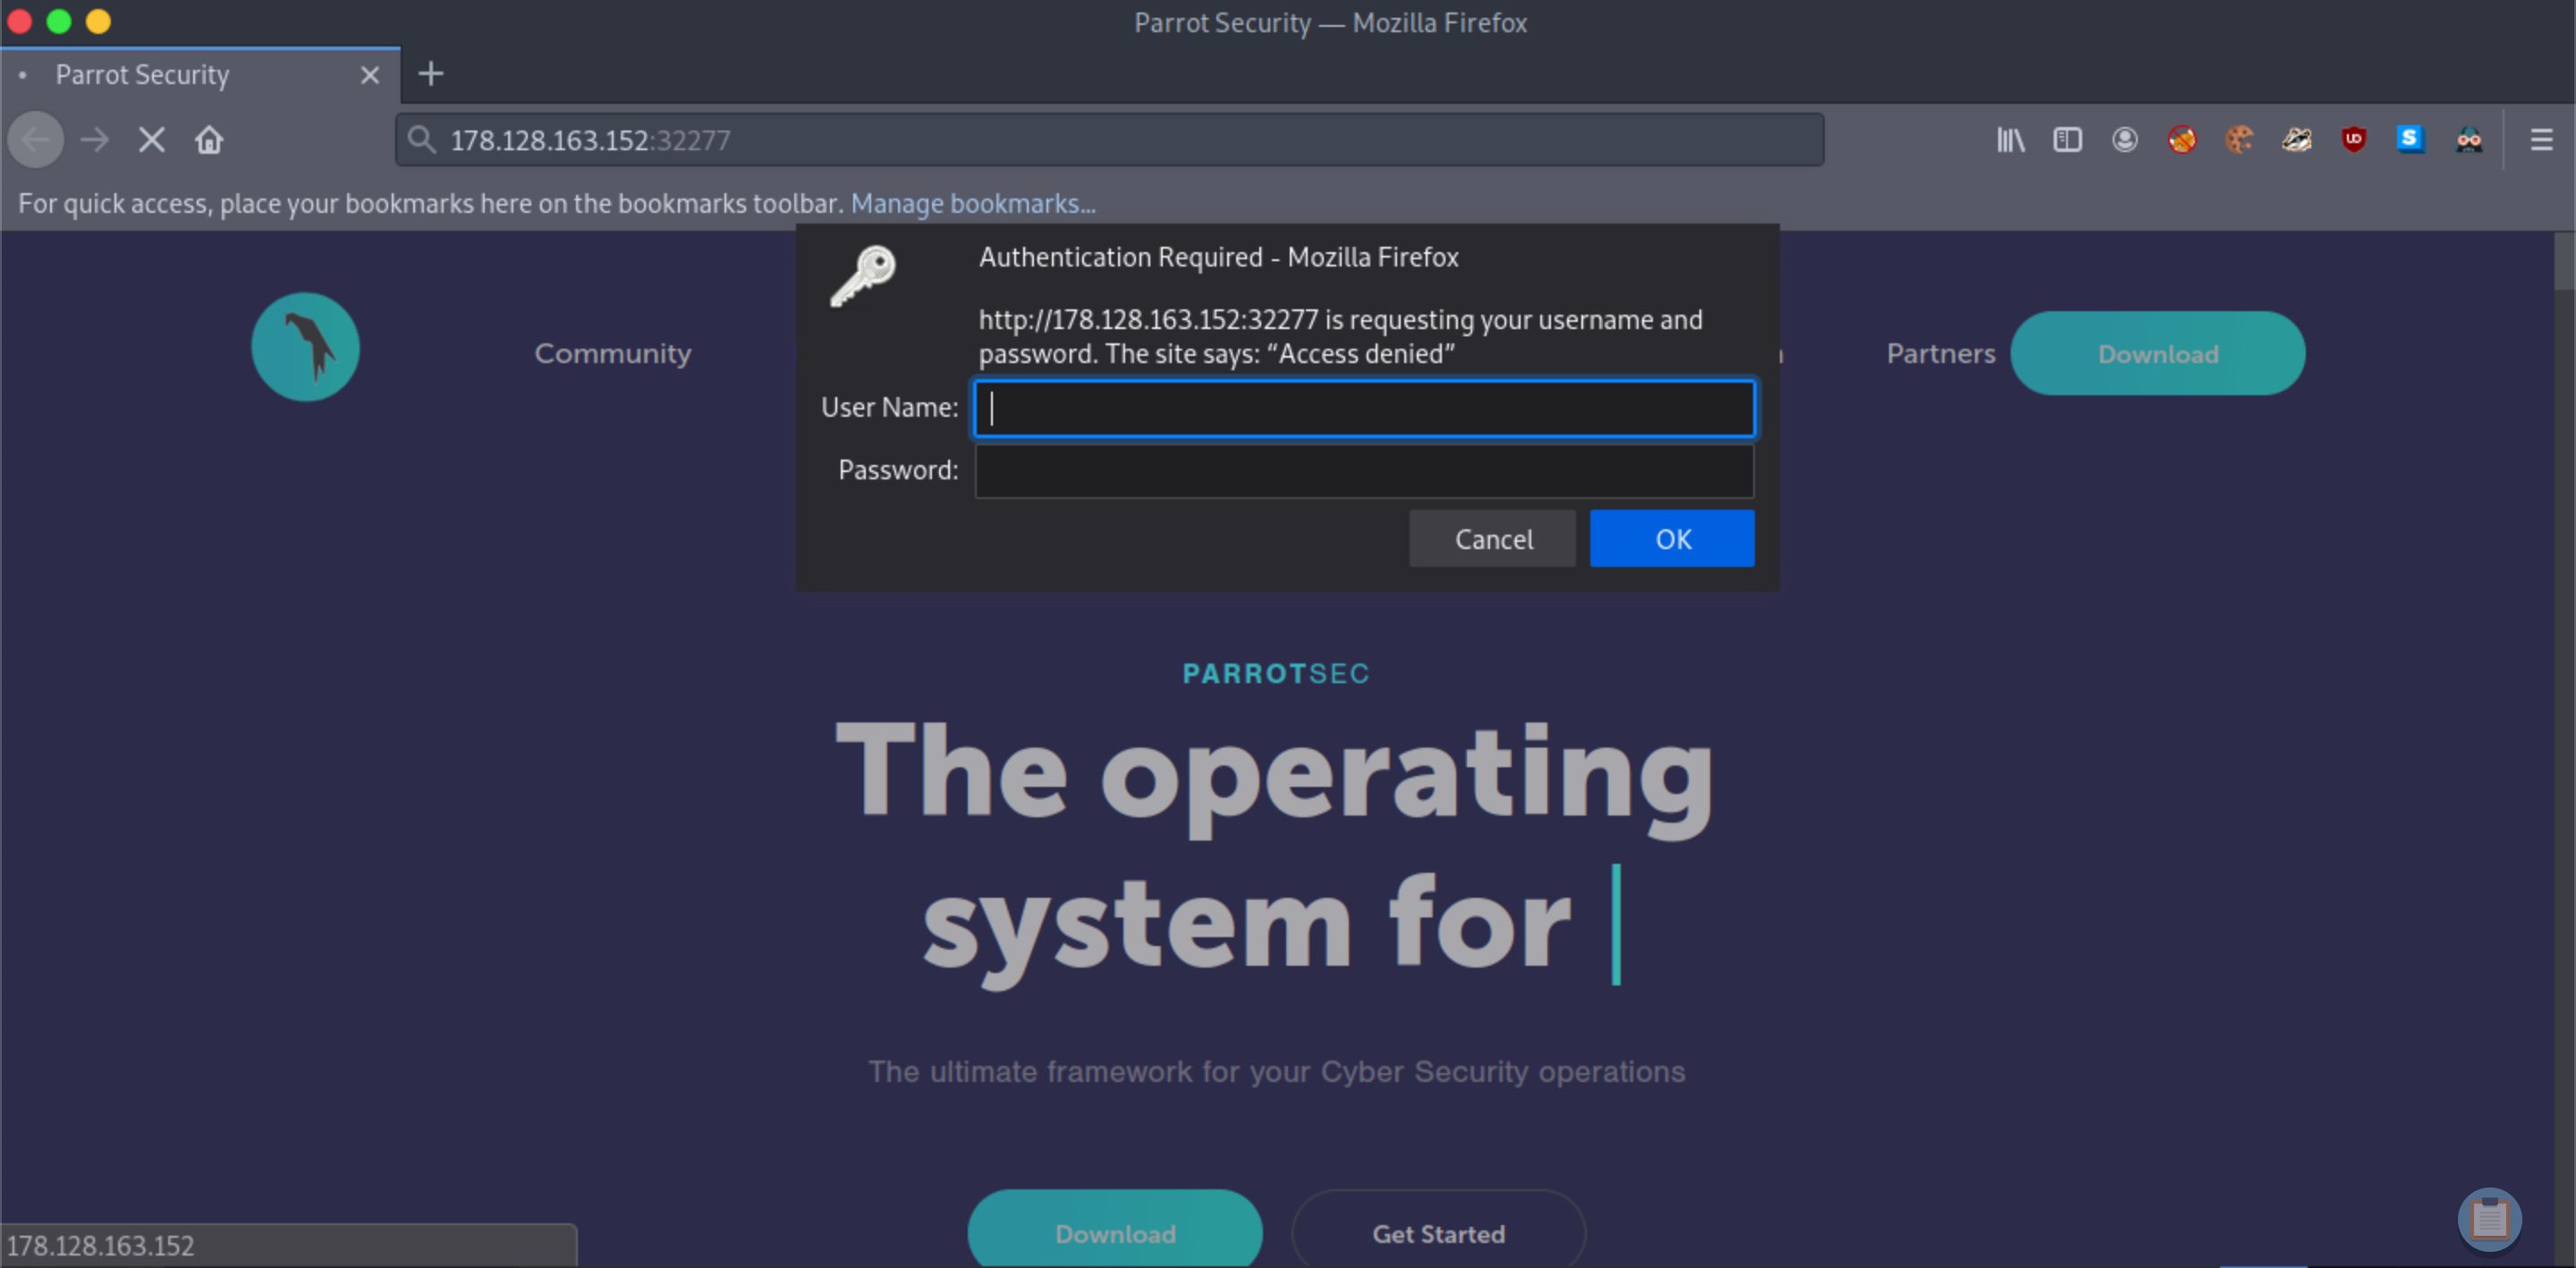 Parrot Security — Mozilla Firefox
Parrot Security
178.128.163.152:32277
For quick access, place your bookmarks here on the bookmarks toolbar. Manage bookmarks...
Authentication Required - Mozilla Firefox
http://178.128.163.152:32277 is requesting your username and
password. The site says: “Access denied”
User Name:
Password:
Cancel OK
Community Partners Download
PARROTSEC
The operating
system for
The ultimate framework for your Cyber Security operations
Download Get Started
178.128.163.152